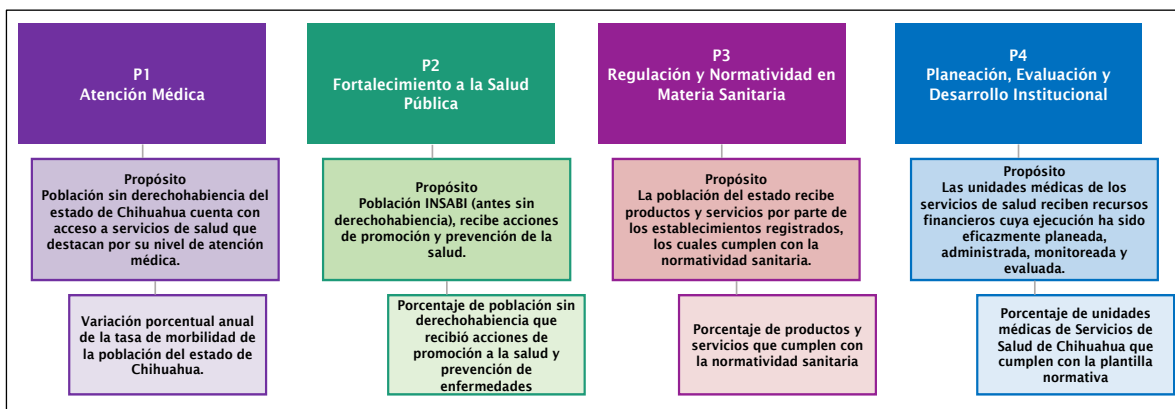 P1
Atención Médica
Propósito
Población sin derechohabiencia del
estado de Chihuahua cuenta con
acceso a servicios de salud que
destacan por su nivel de atención
médica.
Variación porcentual anual
de la tasa de morbilidad de
la población del estado de
Chihuahua.
P2
Fortalecimiento a la Salud
Pública
Propósito
Población INSABI (antes sin
derechohabiencia), recibe acciones
de promoción y prevención de la
salud.
Porcentaje de población sin
derechohabiencia que
recibió acciones de
promoción a la salud y
prevención de
enfermedades
P3
Regulación y Normatividad en
Materia Sanitaria
Propósito
La población del estado recibe
productos y servicios por parte de
los establecimientos registrados,
los cuales cumplen con la
normatividad sanitaria.
Porcentaje de productos y
servicios que cumplen con
la normatividad sanitaria
P4
Planeación, Evaluación y
Desarrollo Institucional
Propósito
Las unidades médicas de los
servicios de salud reciben recursos
financieros cuya ejecución ha sido
eficazmente planeada,
administrada, monitoreada y
evaluada.
Porcentaje de unidades
médicas de Servicios de
Salud de Chihuahua que
cumplen con la plantilla
normativa